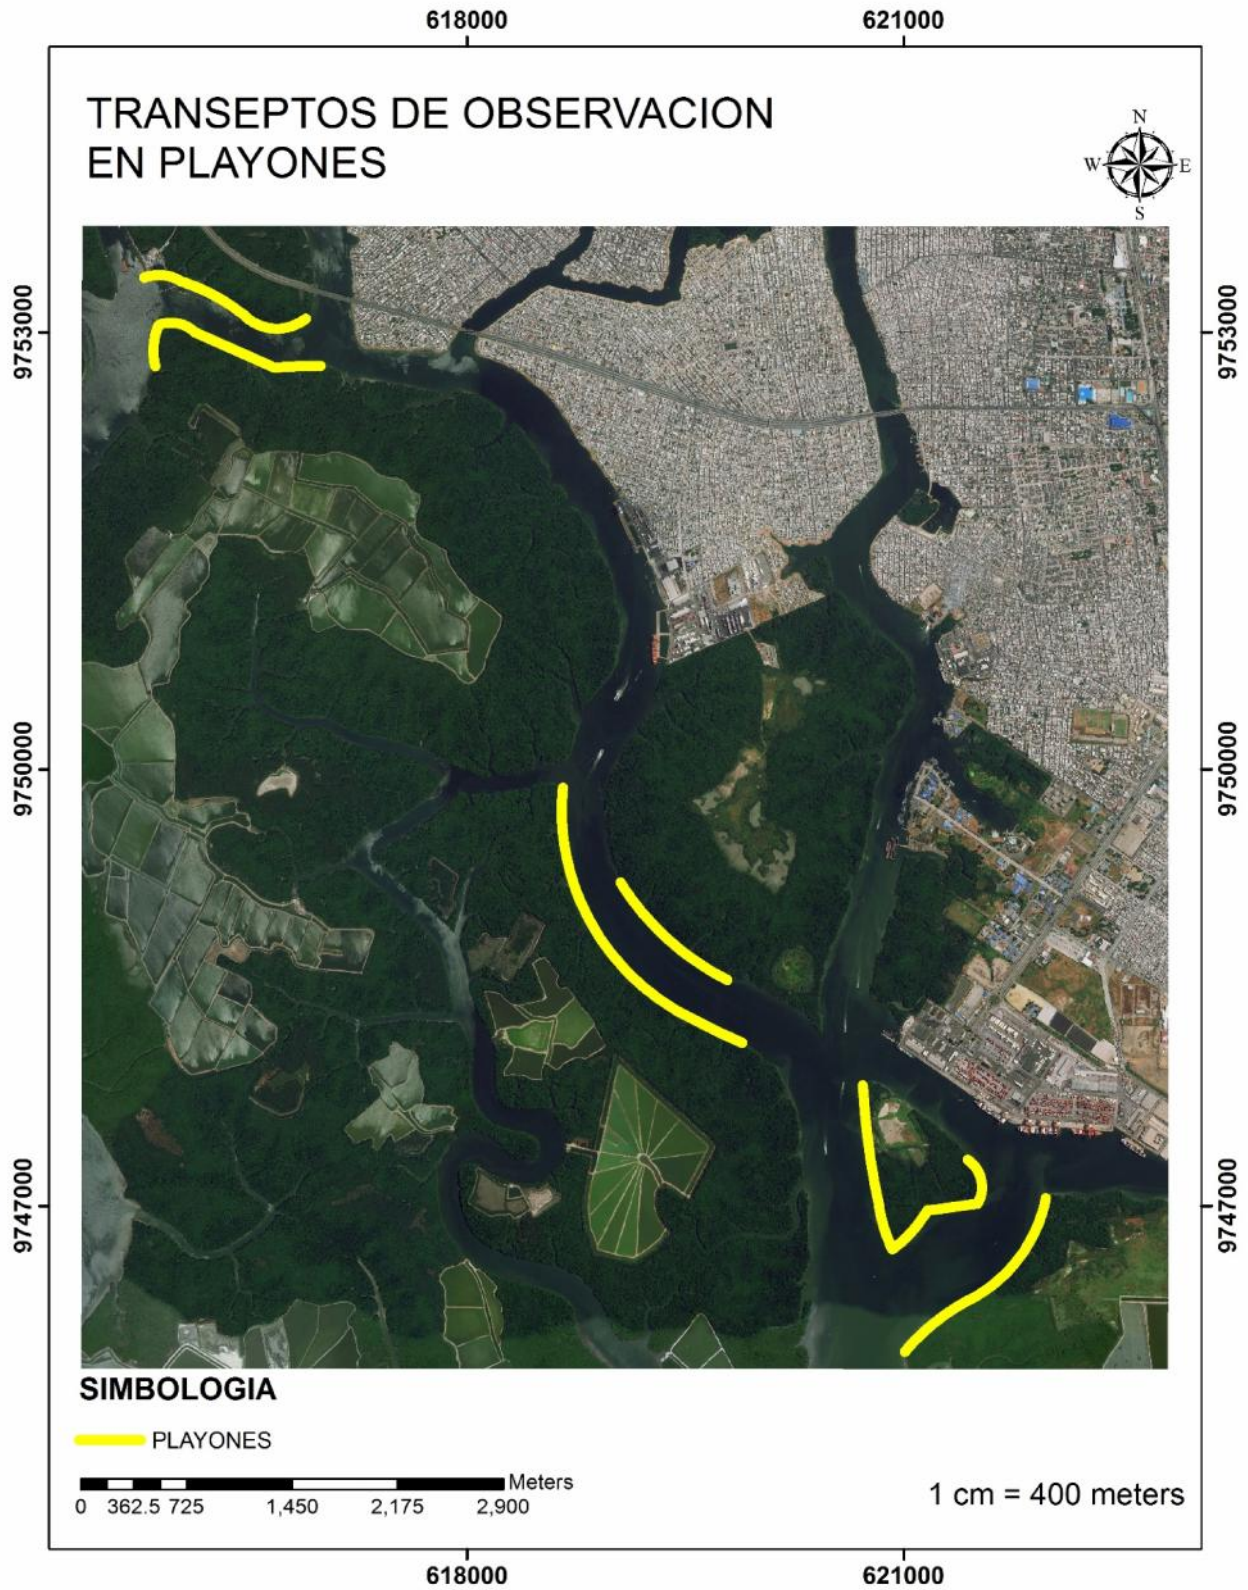 618000 621000
TRANSEPTOS DE OBSERVACION
EN PLAYONES
N
W E
S
9753000 9753000
9750000 9750000
9747000 9747000
SIMBOLOGIA
PLAYONES
Meters
0 362.5 725 1,450 2,175 2,900
1 cm = 400 meters
618000 621000